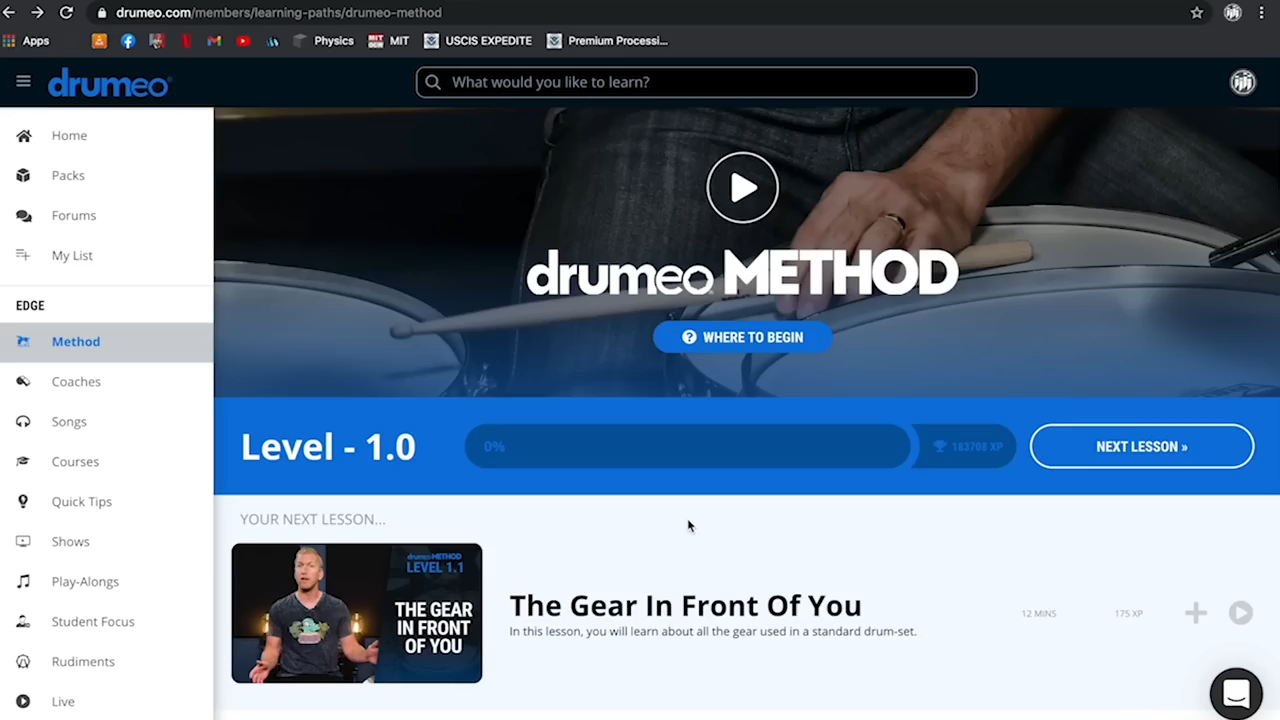 drumeo.com/members/learning-paths/drumeo-method
Apps
Physics
MIT OCW
MIT
USCIS EXPEDITE
Premium Processi...
drumeo
What would you like to learn?
Home
Packs
Forums
My List
EDGE
Method
Coaches
Songs
Courses
Quick Tips
Shows
Play-Alongs
Student Focus
Rudiments
Live
drumeo METHOD
WHERE TO BEGIN
Level - 1.0
0%
183708 XP
NEXT LESSON »
YOUR NEXT LESSON...
drumeo METHOD
LEVEL 1.1
THE GEAR
IN FRONT
OF YOU
The Gear In Front Of You
In this lesson, you will learn about all the gear used in a standard drum-set.
12 MINS
175 XP